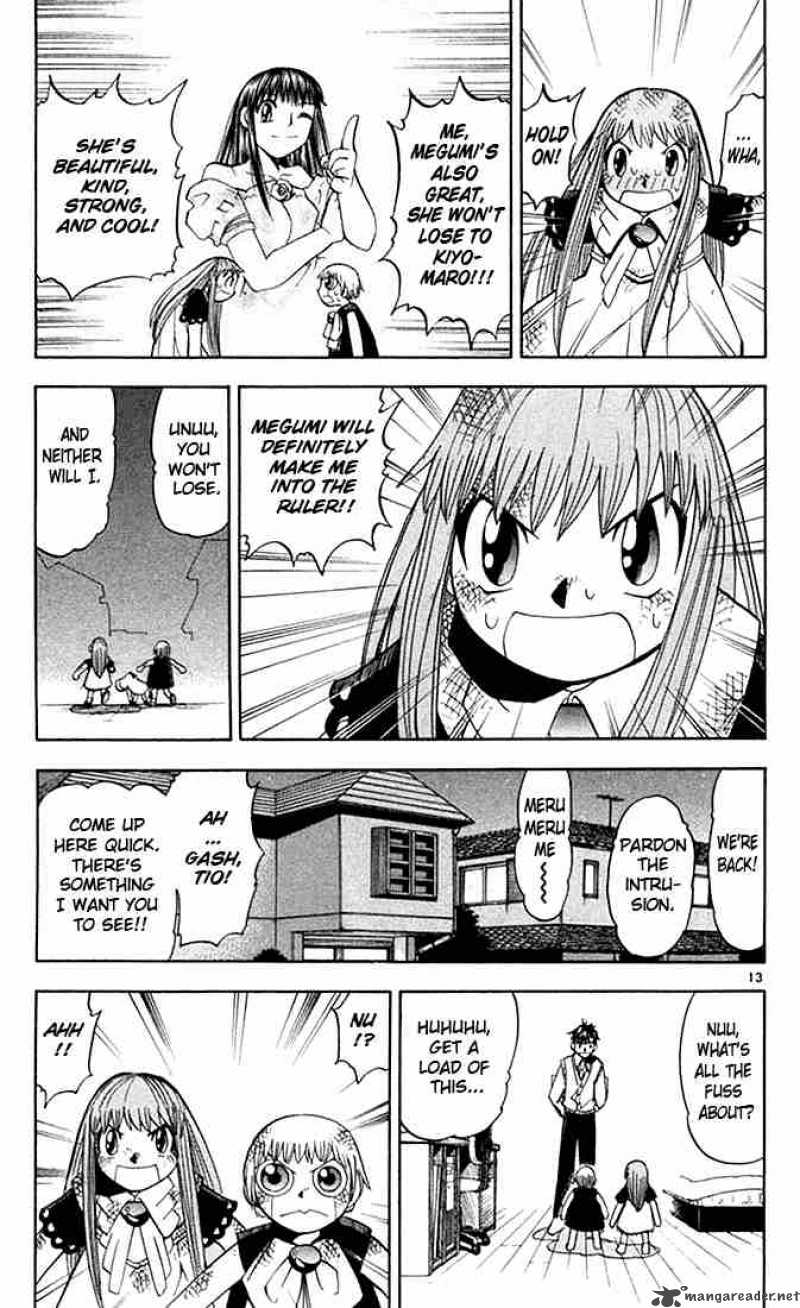 ...
WHA,
HOLD
ON!
ME,
MEGUMI'S
ALSO
GREAT,
SHE WON'T
LOSE TO
KIYO-
MARO!!!
SHE'S
BEAUTIFUL,
KIND,
STRONG,
AND COOL!
MEGUMI WILL
DEFINITELY
MAKE ME
INTO THE
RULER!!
UNUU,
YOU
WON'T
LOSE.
AND
NEITHER
WILL I.
WE'RE
BACK!
PARDON
THE
INTRU-
SION.
MERU
MERU
ME~
AH
...
GASH,
TIO!
COME UP
HERE QUICK.
THERE'S
SOMETHING
I WANT YOU
TO SEE!!
13
NUU,
WHAT'S
ALL THE
FUSS
ABOUT?
HUHUHU,
GET A
LOAD OF
THIS...
NU
!?
AHH
!!
mangareader.net